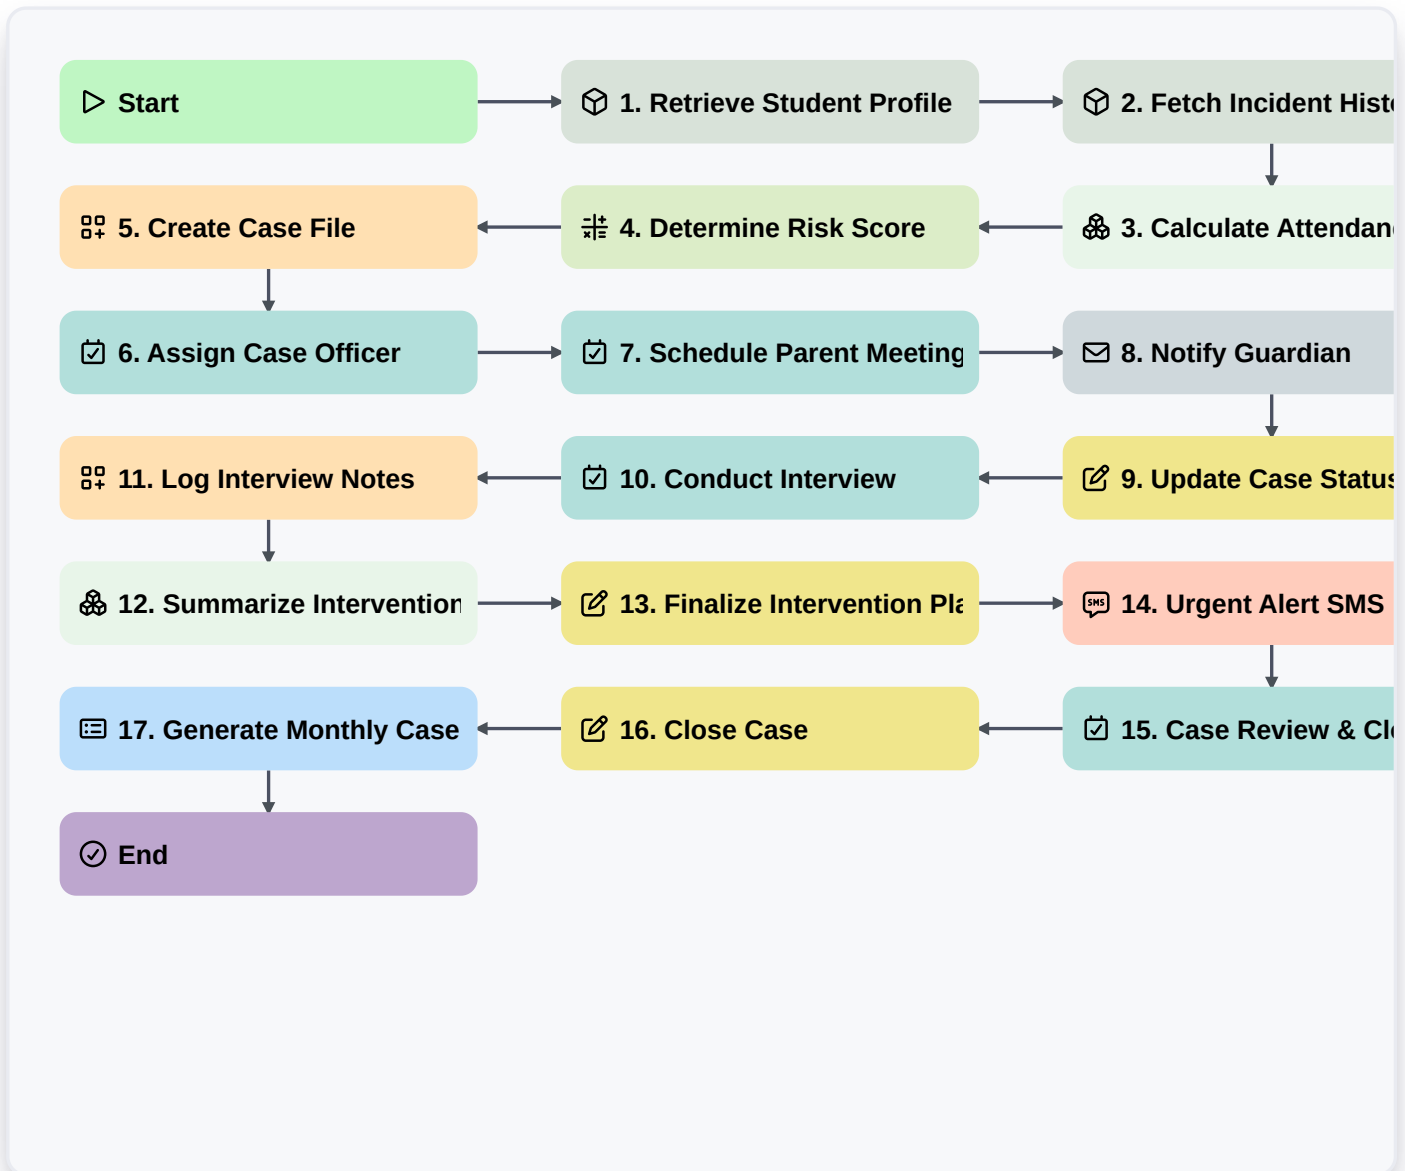 Start
1. Retrieve Student Profile
2. Fetch Incident Histo
5. Create Case File
4. Determine Risk Score
3. Calculate Attendan
6. Assign Case Officer
7. Schedule Parent Meeting
8. Notify Guardian
11. Log Interview Notes
10. Conduct Interview
9. Update Case Status
12. Summarize Intervention
13. Finalize Intervention Pla
SMS
14. Urgent Alert SMS
17. Generate Monthly Case
16. Close Case
15. Case Review & Clo
End